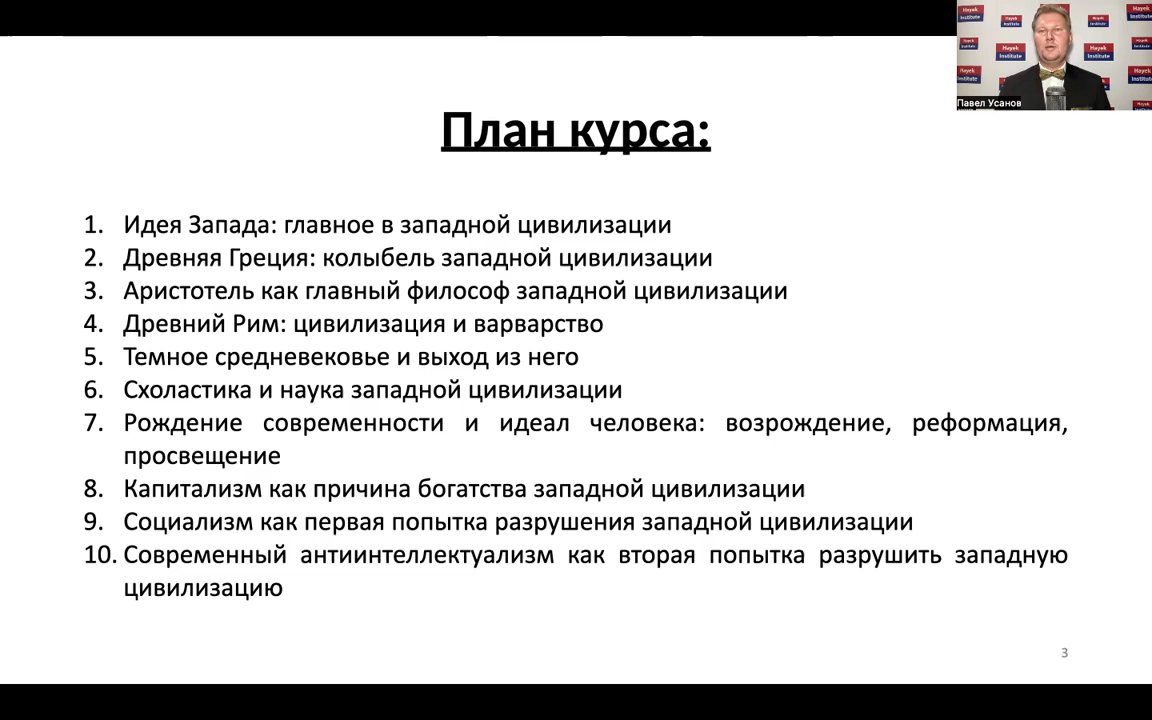 Hayek
Institute
Павел Усанов
План курса:
1. Идея Запада: главное в западной цивилизации
2. Древняя Греция: колыбель западной цивилизации
3. Аристотель как главный философ западной цивилизации
4. Древний Рим: цивилизация и варварство
5. Темное средневековье и выход из него
6. Схоластика и наука западной цивилизации
7. Рождение современности и идеал человека: возрождение, реформация,
просвещение
8. Капитализм как причина богатства западной цивилизации
9. Социализм как первая попытка разрушения западной цивилизации
10. Современный антиинтеллектуализм как вторая попытка разрушить западную
цивилизацию
3